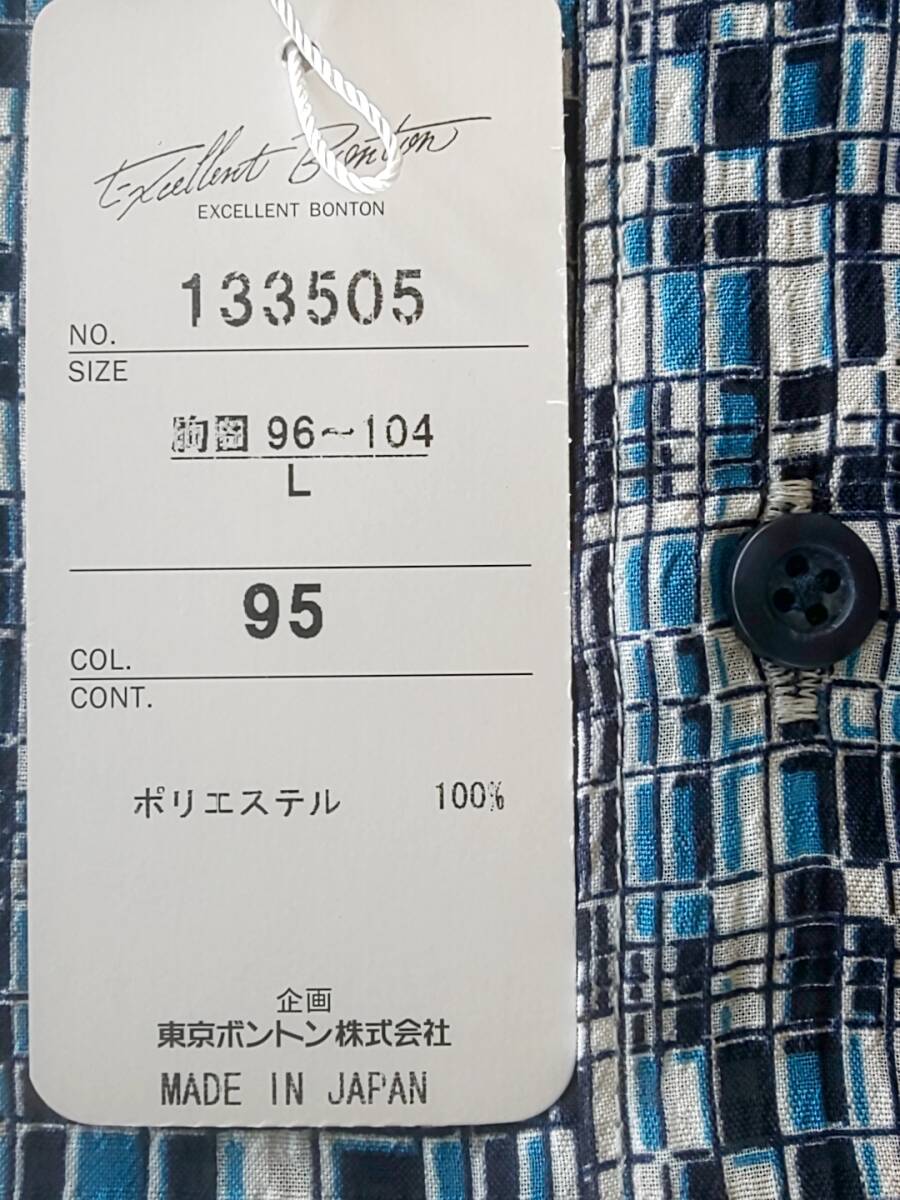 Excellent Bonton
EXCELLENT BONTON
NO. 133505
SIZE
胸囲 96~104
L
95
COL.
CONT.
ポリエステル 100%
企画
東京ボントン株式会社
MADE IN JAPAN